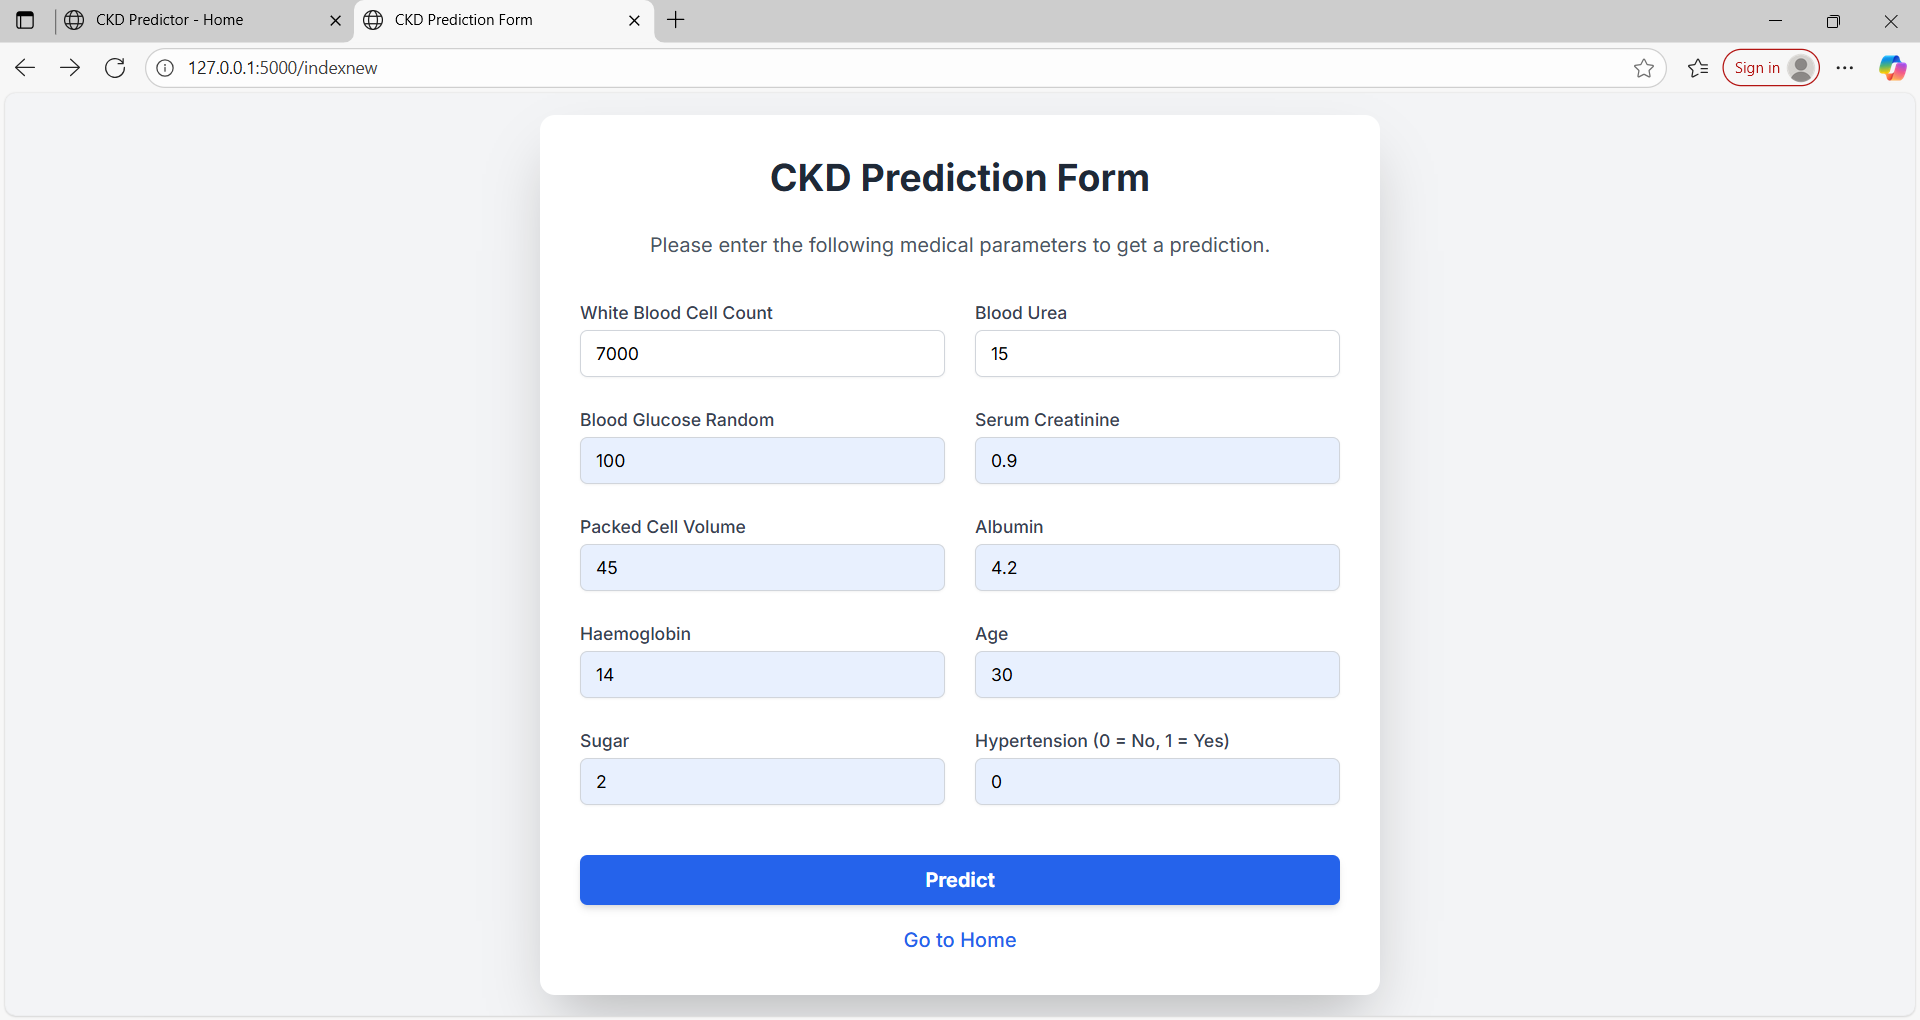 CKD Predictor - Home
CKD Prediction Form
127.0.0.1:5000/indexnew
Sign in
CKD Prediction Form
Please enter the following medical parameters to get a prediction.
White Blood Cell Count
Blood Urea
7000
15
Blood Glucose Random
Serum Creatinine
100
0.9
Packed Cell Volume
Albumin
45
4.2
Haemoglobin
Age
14
30
Sugar
Hypertension (0 = No, 1 = Yes)
2
0
Predict
Go to Home